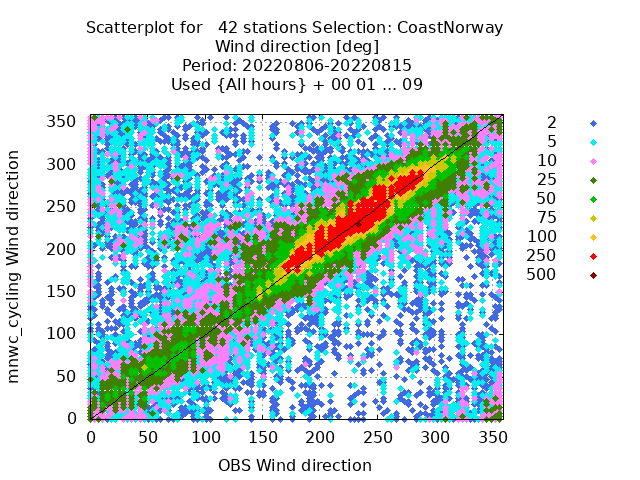 Scatterplot for   42 stations Selection: CoastNorway
Wind direction [deg]
Period: 20220806-20220815
Used {All hours} + 00 01 ... 09
mnwc_cycling Wind direction
350
300
250
200
150
100
50
0
0 50 100 150 200 250 300 350
OBS Wind direction
2
5
10
25
50
75
100
250
500